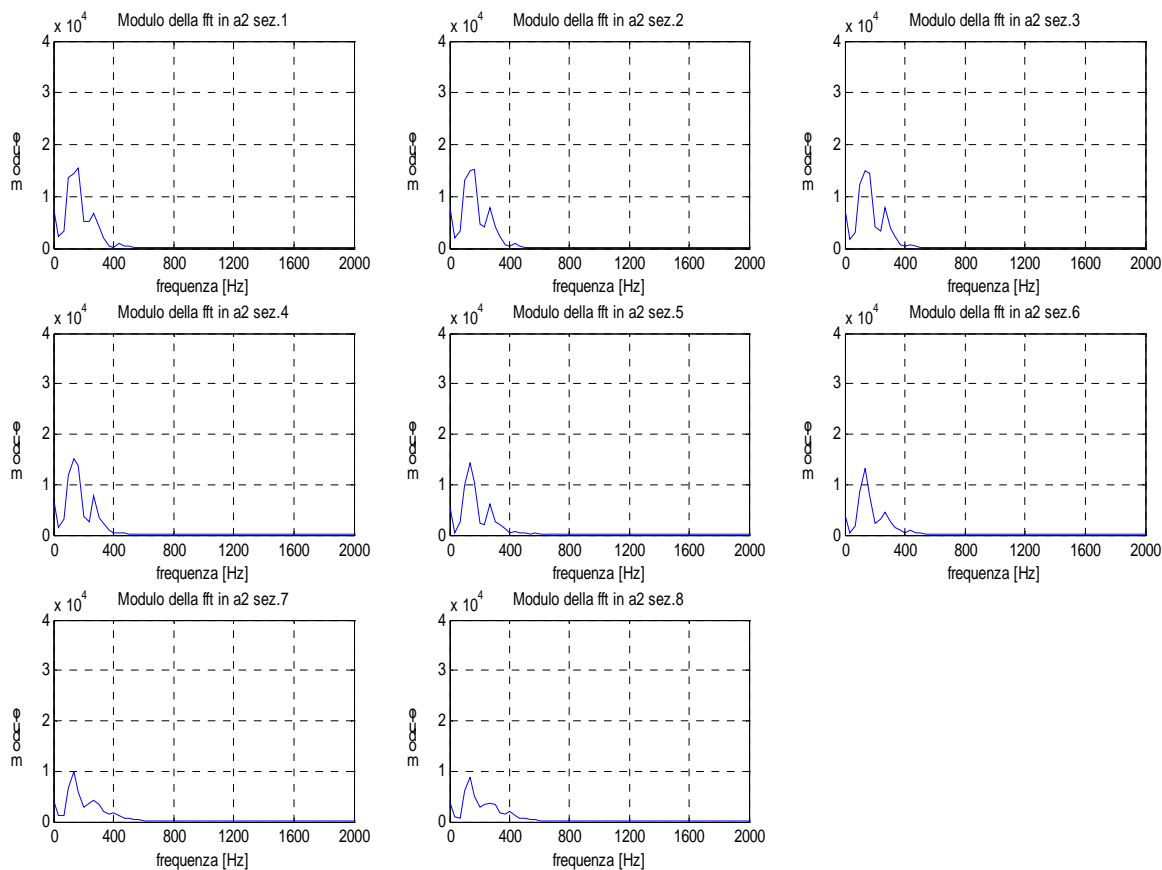 x 10^4 Modulo della fft in a2 sez.1
4
3
2
1
0
modulo
0 400 800 1200 1600 2000
frequenza [Hz]
x 10^4 Modulo della fft in a2 sez.2
4
3
2
1
0
modulo
0 400 800 1200 1600 2000
frequenza [Hz]
x 10^4 Modulo della fft in a2 sez.3
4
3
2
1
0
modulo
0 400 800 1200 1600 2000
frequenza [Hz]
x 10^4 Modulo della fft in a2 sez.4
4
3
2
1
0
modulo
0 400 800 1200 1600 2000
frequenza [Hz]
x 10^4 Modulo della fft in a2 sez.5
4
3
2
1
0
modulo
0 400 800 1200 1600 2000
frequenza [Hz]
x 10^4 Modulo della fft in a2 sez.6
4
3
2
1
0
modulo
0 400 800 1200 1600 2000
frequenza [Hz]
x 10^4 Modulo della fft in a2 sez.7
4
3
2
1
0
modulo
0 400 800 1200 1600 2000
frequenza [Hz]
x 10^4 Modulo della fft in a2 sez.8
4
3
2
1
0
modulo
0 400 800 1200 1600 2000
frequenza [Hz]